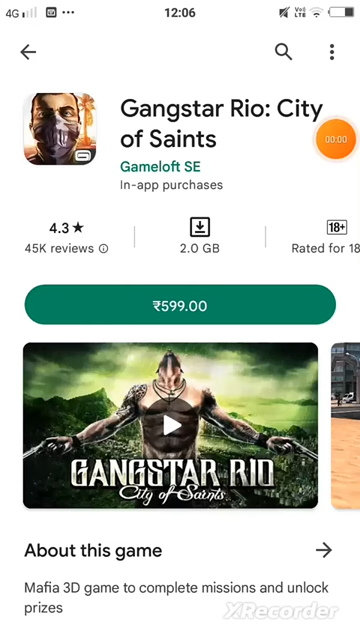 4G 12:06 Vo)) LTE
Gangstar Rio: City
of Saints
00:00
Gameloft SE
In-app purchases
4.3★
45K reviews
2.0 GB
18+
Rated for 18
₹599.00
GANGSTAR RIO
City of Saints
About this game
Mafia 3D game to complete missions and unlock
prizes
XRecorder